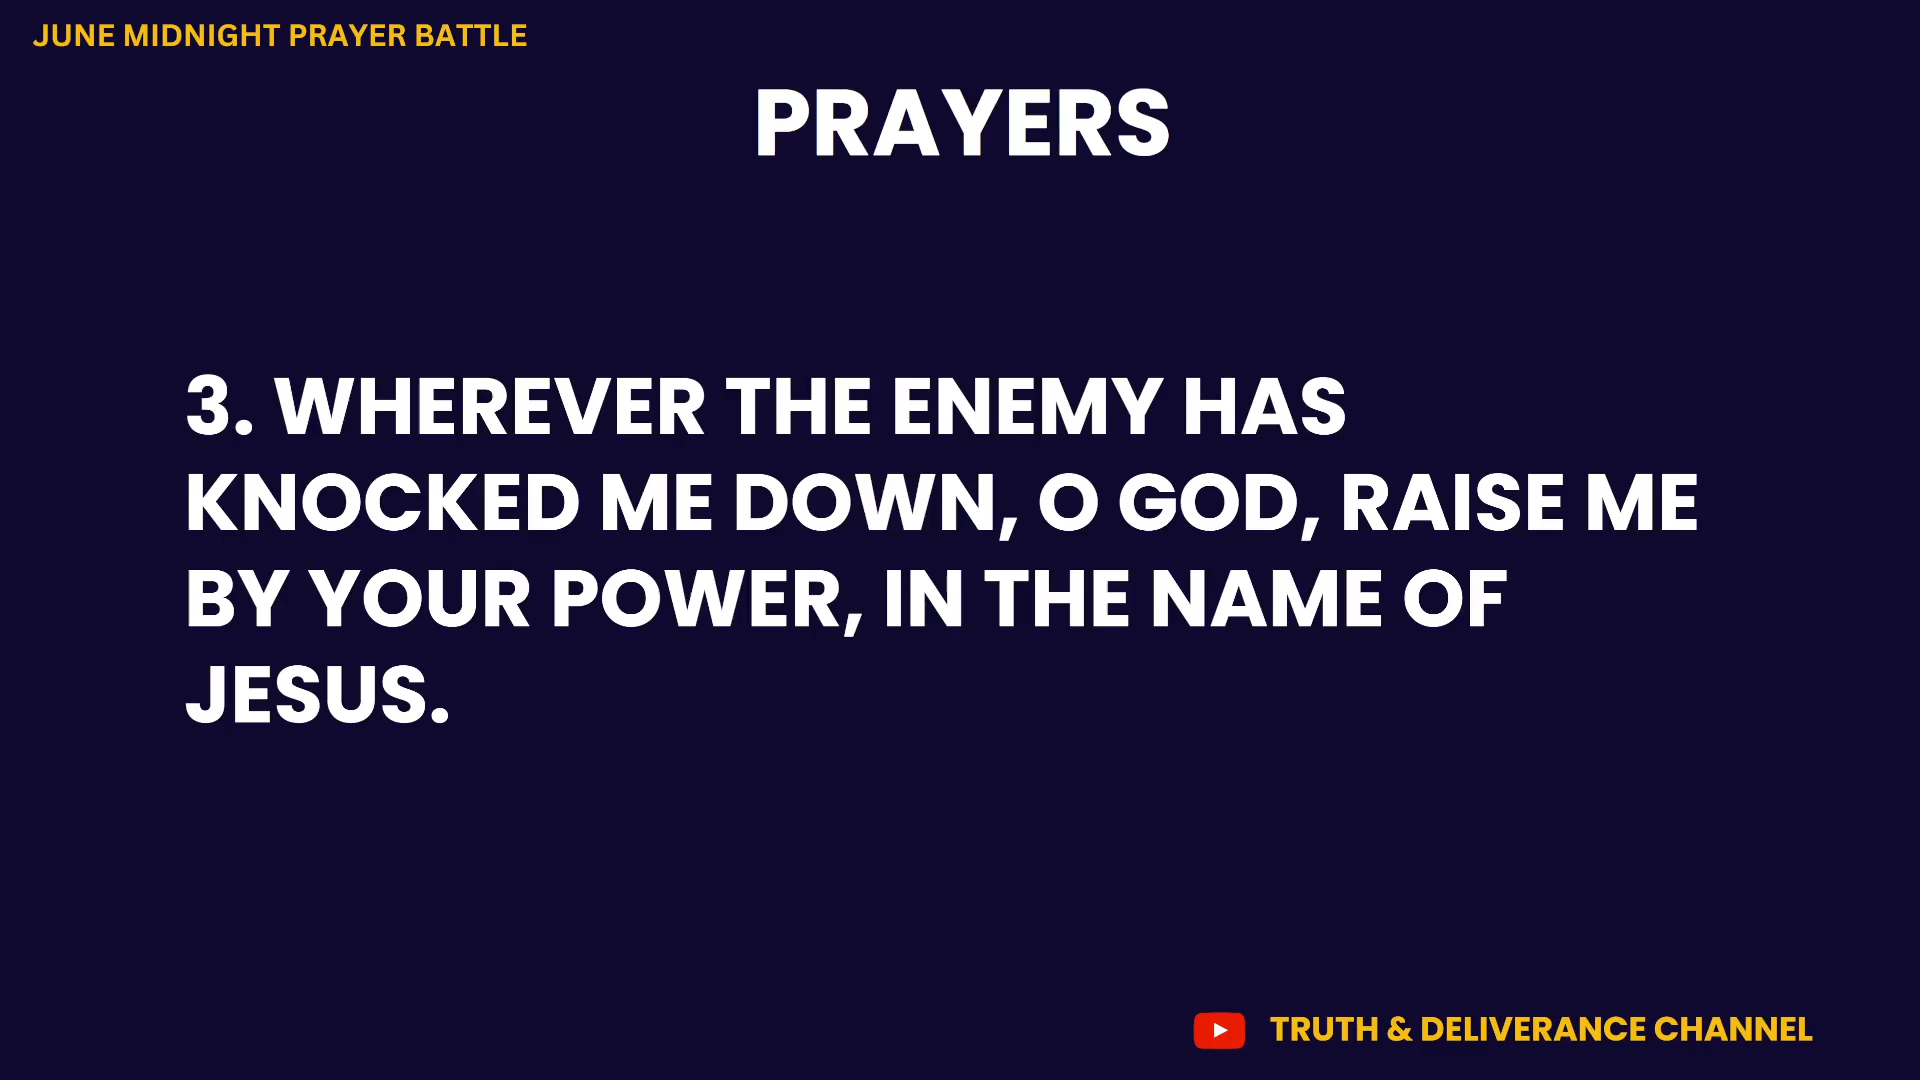 JUNE MIDNIGHT PRAYER BATTLE
PRAYERS
3. WHEREVER THE ENEMY HAS
KNOCKED ME DOWN, O GOD, RAISE ME
BY YOUR POWER, IN THE NAME OF
JESUS.
TRUTH & DELIVERANCE CHANNEL